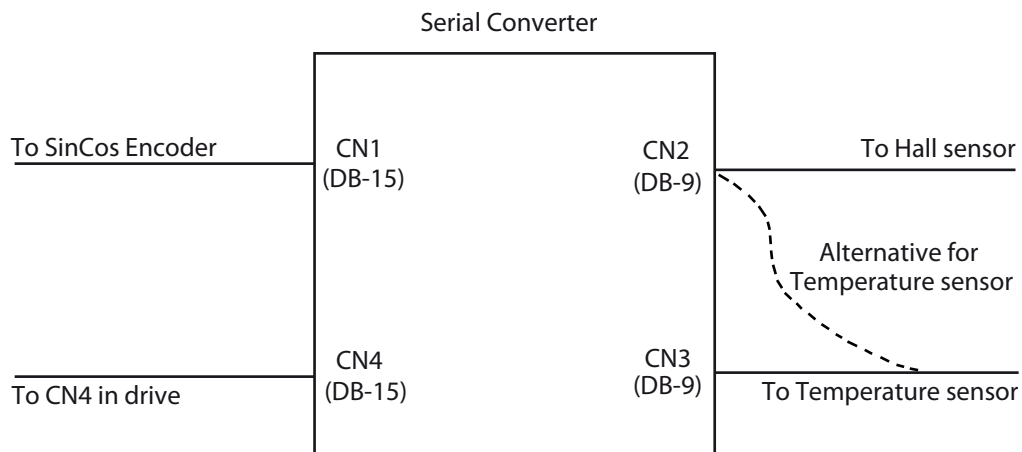 Serial Converter
To SinCos Encoder
CN1
(DB-15)
CN2
(DB-9)
To Hall sensor
Alternative for
Temperature sensor
To CN4 in drive
CN4
(DB-15)
CN3
(DB-9)
To Temperature sensor